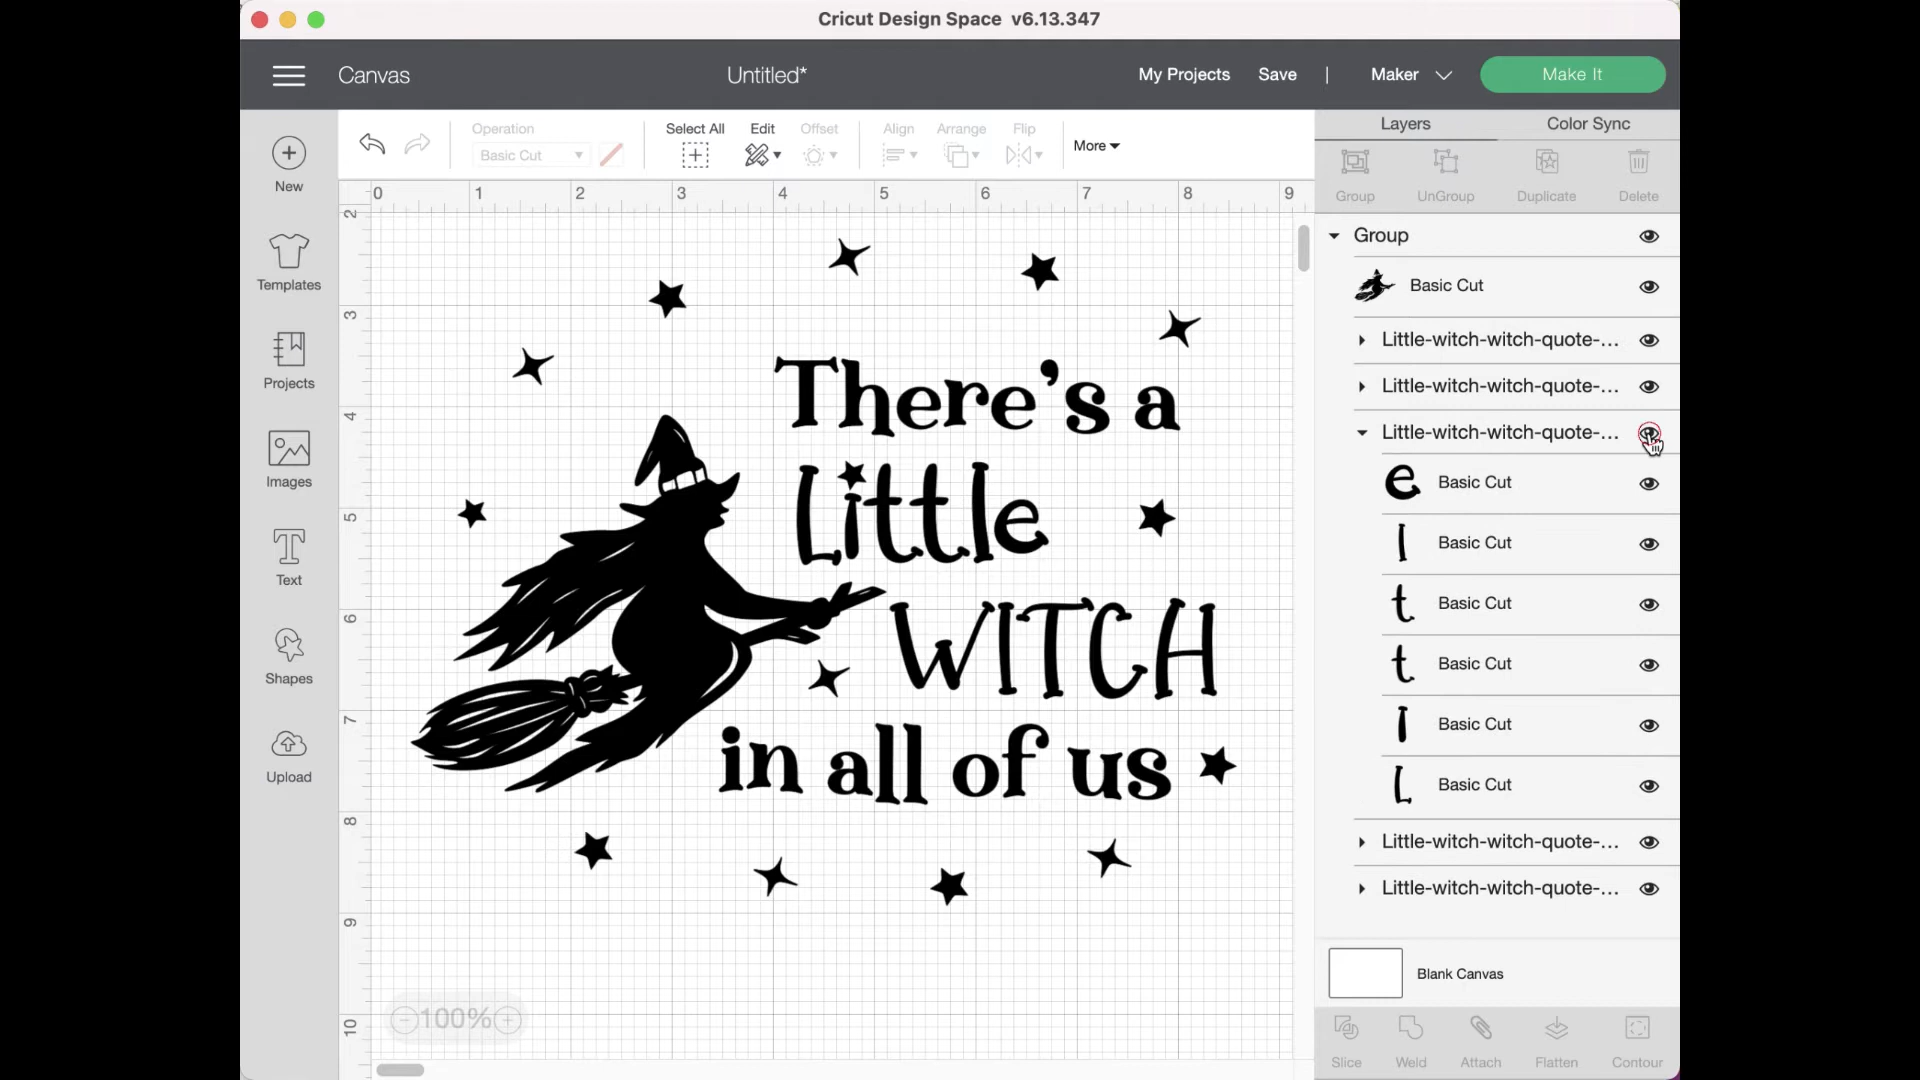 Cricut Design Space v6.13.347
Canvas
Untitled*
My Projects
Save
|
Maker
Make It
New
Templates
Projects
Images
Text
Shapes
Upload
Operation
Basic Cut
Select All
Edit
Offset
Align
Arrange
Flip
More
0 1 2 3 4 5 6 7 8 9
2
3
4
5
6
7
8
9
10
There's a
Little
WITCH
in all of us
100%
Layers
Color Sync
Group
UnGroup
Duplicate
Delete
Group
Basic Cut
Little-witch-witch-quote-...
Little-witch-witch-quote-...
Little-witch-witch-quote-...
e Basic Cut
l Basic Cut
t Basic Cut
t Basic Cut
ı Basic Cut
L Basic Cut
Little-witch-witch-quote-...
Little-witch-witch-quote-...
Blank Canvas
Slice
Weld
Attach
Flatten
Contour